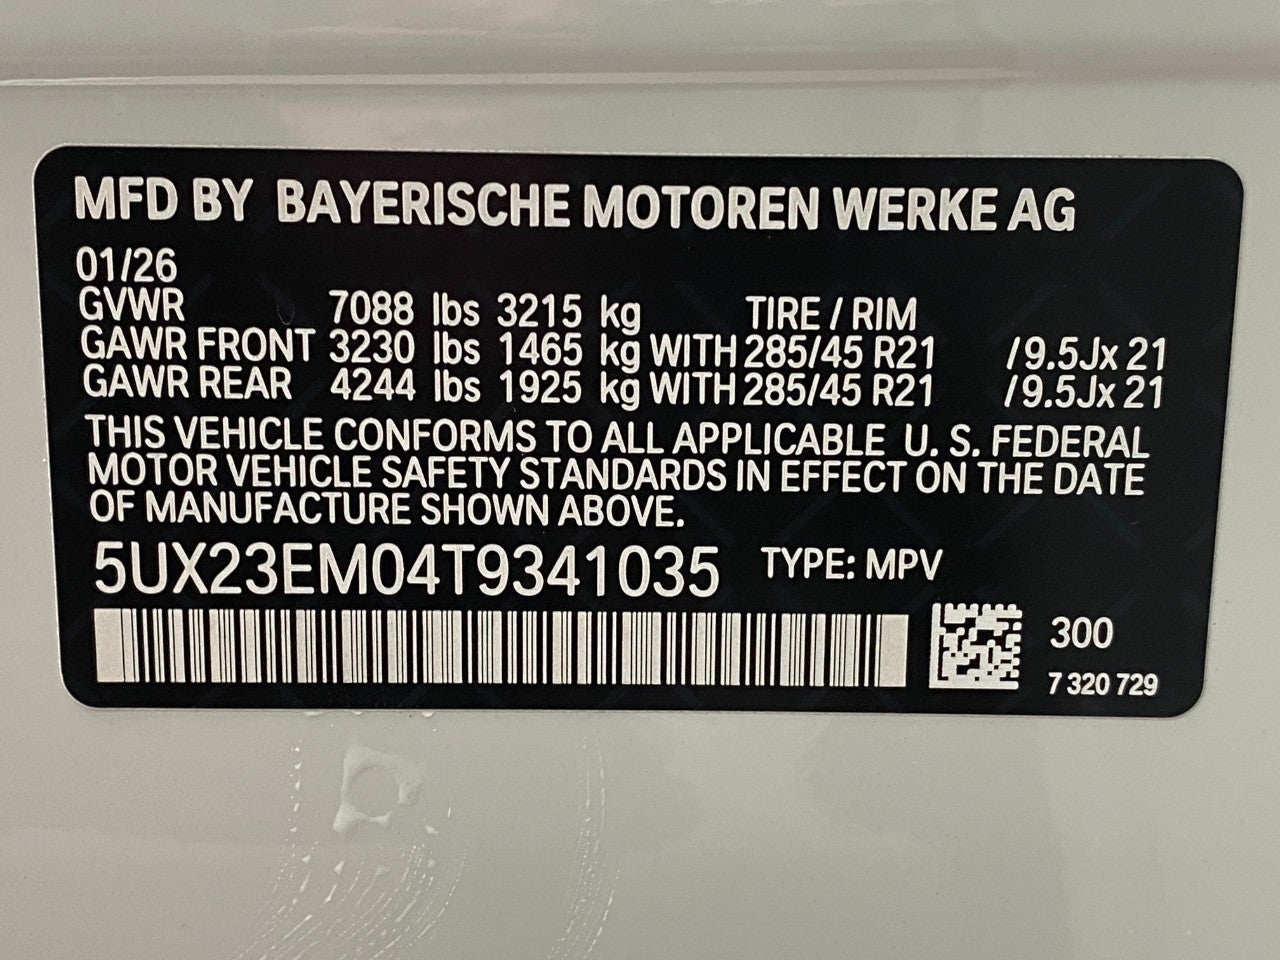 MFD BY BAYERISCHE MOTOREN WERKE AG
01/26
GVWR 7088 lbs 3215 kg TIRE / RIM
GAWR FRONT 3230 lbs 1465 kg WITH 285/45 R21 /9.5Jx 21
GAWR REAR 4244 lbs 1925 kg WITH 285/45 R21 /9.5Jx 21
THIS VEHICLE CONFORMS TO ALL APPLICABLE U. S. FEDERAL
MOTOR VEHICLE SAFETY STANDARDS IN EFFECT ON THE DATE
OF MANUFACTURE SHOWN ABOVE.
5UX23EM04T9341035 TYPE: MPV
300
7 320 729